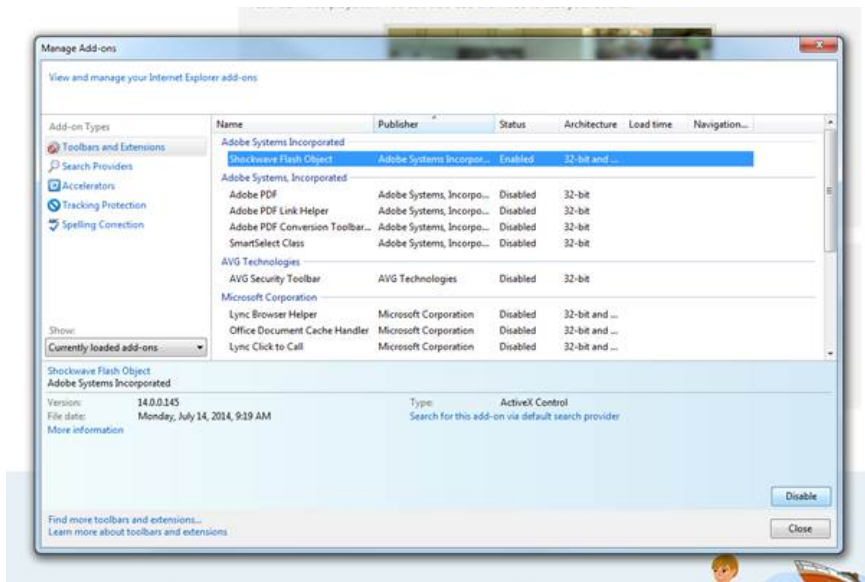 Manage Add-ons
View and manage your Internet Explorer add-ons
Add-on Types
Toolbars and Extensions
Search Providers
Accelerators
Tracking Protection
Spelling Correction
Show:
Currently loaded add-ons
Name Publisher Status Architecture Load time Navigation...
Adobe Systems Incorporated
Shockwave Flash Object Adobe Systems Incorpor... Enabled 32-bit and ...
Adobe Systems, Incorporated
Adobe PDF Adobe Systems, Incorpo... Disabled 32-bit
Adobe PDF Link Helper Adobe Systems, Incorpo... Disabled 32-bit
Adobe PDF Conversion Toolbar... Adobe Systems, Incorpo... Disabled 32-bit
SmartSelect Class Adobe Systems, Incorpo... Disabled 32-bit
AVG Technologies
AVG Security Toolbar AVG Technologies Disabled 32-bit
Microsoft Corporation
Lync Browser Helper Microsoft Corporation Disabled 32-bit and ...
Office Document Cache Handler Microsoft Corporation Disabled 32-bit and ...
Lync Click to Call Microsoft Corporation Disabled 32-bit and ...
Shockwave Flash Object
Adobe Systems Incorporated
Version: 14.0.0.145 Type: ActiveX Control
File date: Monday, July 14, 2014, 9:19 AM Search for this add-on via default search provider
More information
Disable
Find more toolbars and extensions...
Learn more about toolbars and extensions
Close